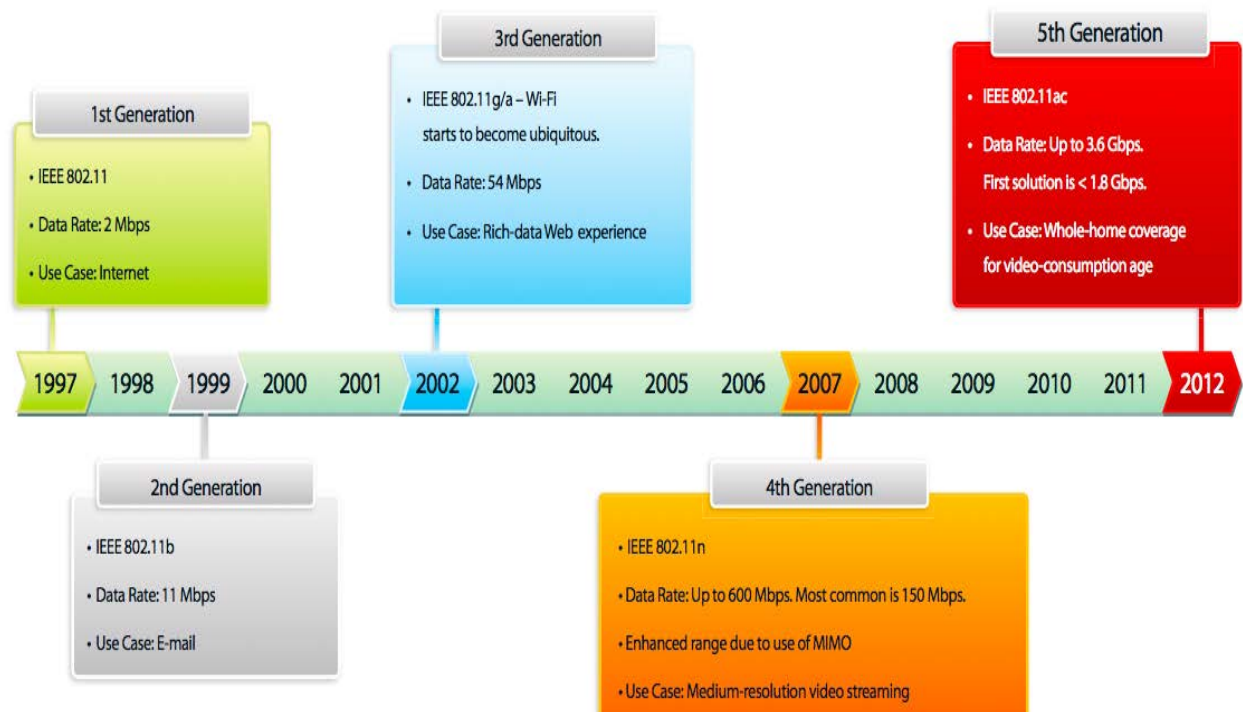 1st Generation
• IEEE 802.11
• Data Rate: 2 Mbps
• Use Case: Internet
3rd Generation
• IEEE 802.11g/a – Wi-Fi
starts to become ubiquitous.
• Data Rate: 54 Mbps
• Use Case: Rich-data Web experience
5th Generation
• IEEE 802.11ac
• Data Rate: Up to 3.6 Gbps.
First solution is < 1.8 Gbps.
• Use Case: Whole-home coverage
for video-consumption age
1997 1998 1999 2000 2001 2002 2003 2004 2005 2006 2007 2008 2009 2010 2011 2012
2nd Generation
• IEEE 802.11b
• Data Rate: 11 Mbps
• Use Case: E-mail
4th Generation
• IEEE 802.11n
• Data Rate: Up to 600 Mbps. Most common is 150 Mbps.
• Enhanced range due to use of MIMO
• Use Case: Medium-resolution video streaming